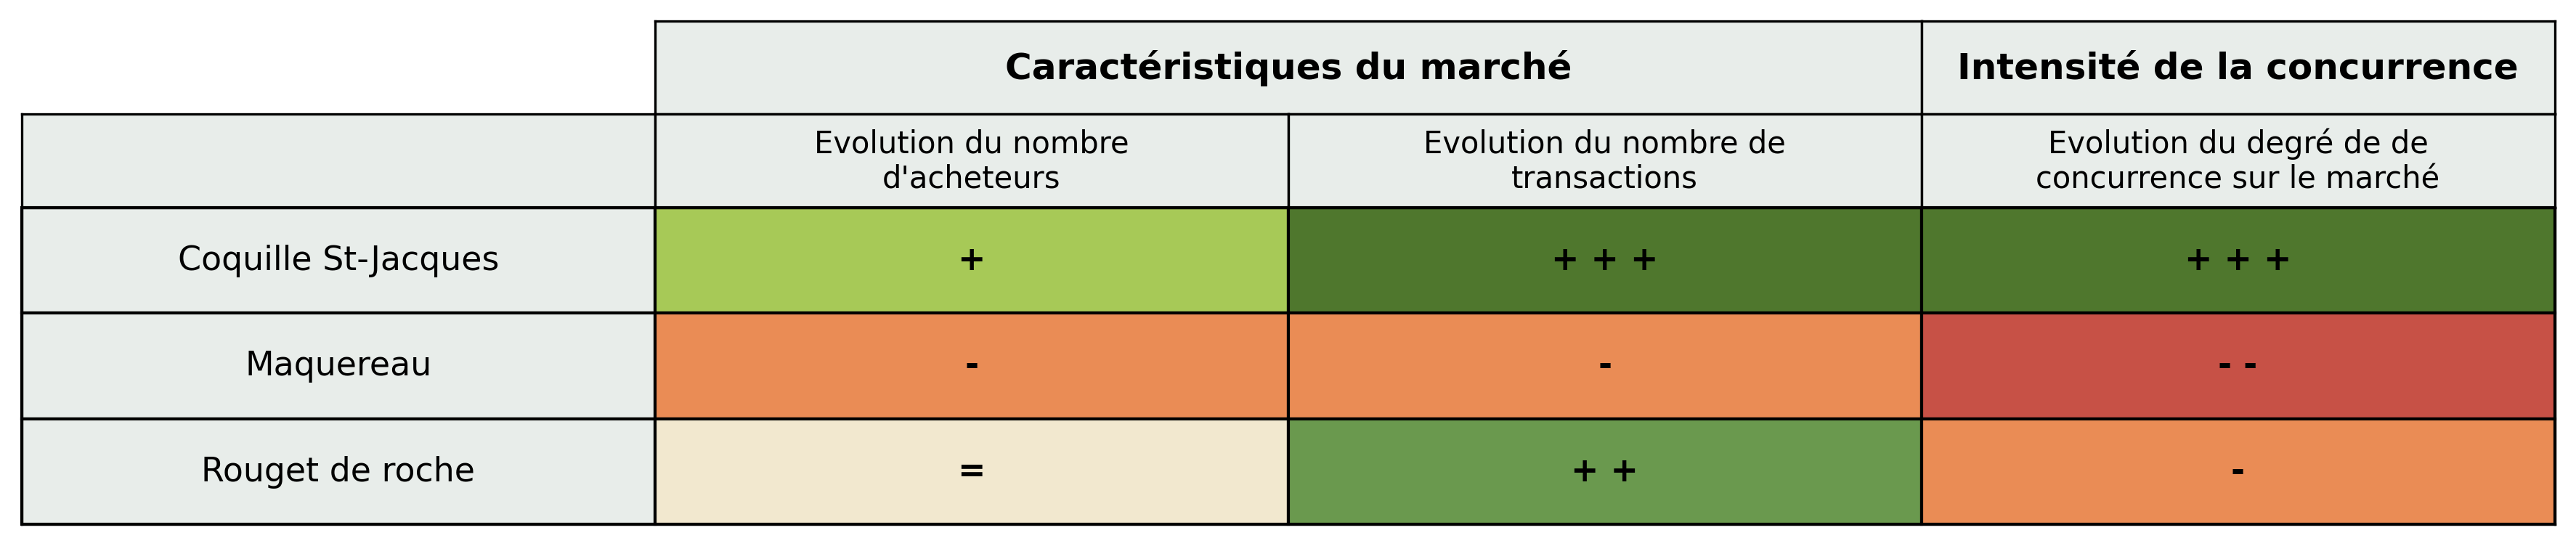 Caractéristiques du marché
Intensité de la concurrence
Evolution du nombre
d'acheteurs
Evolution du nombre de
transactions
Evolution du degré de de
concurrence sur le marché
Coquille St-Jacques
+
+ + +
+ + +
Maquereau
-
-
- -
Rouget de roche
=
+ +
-